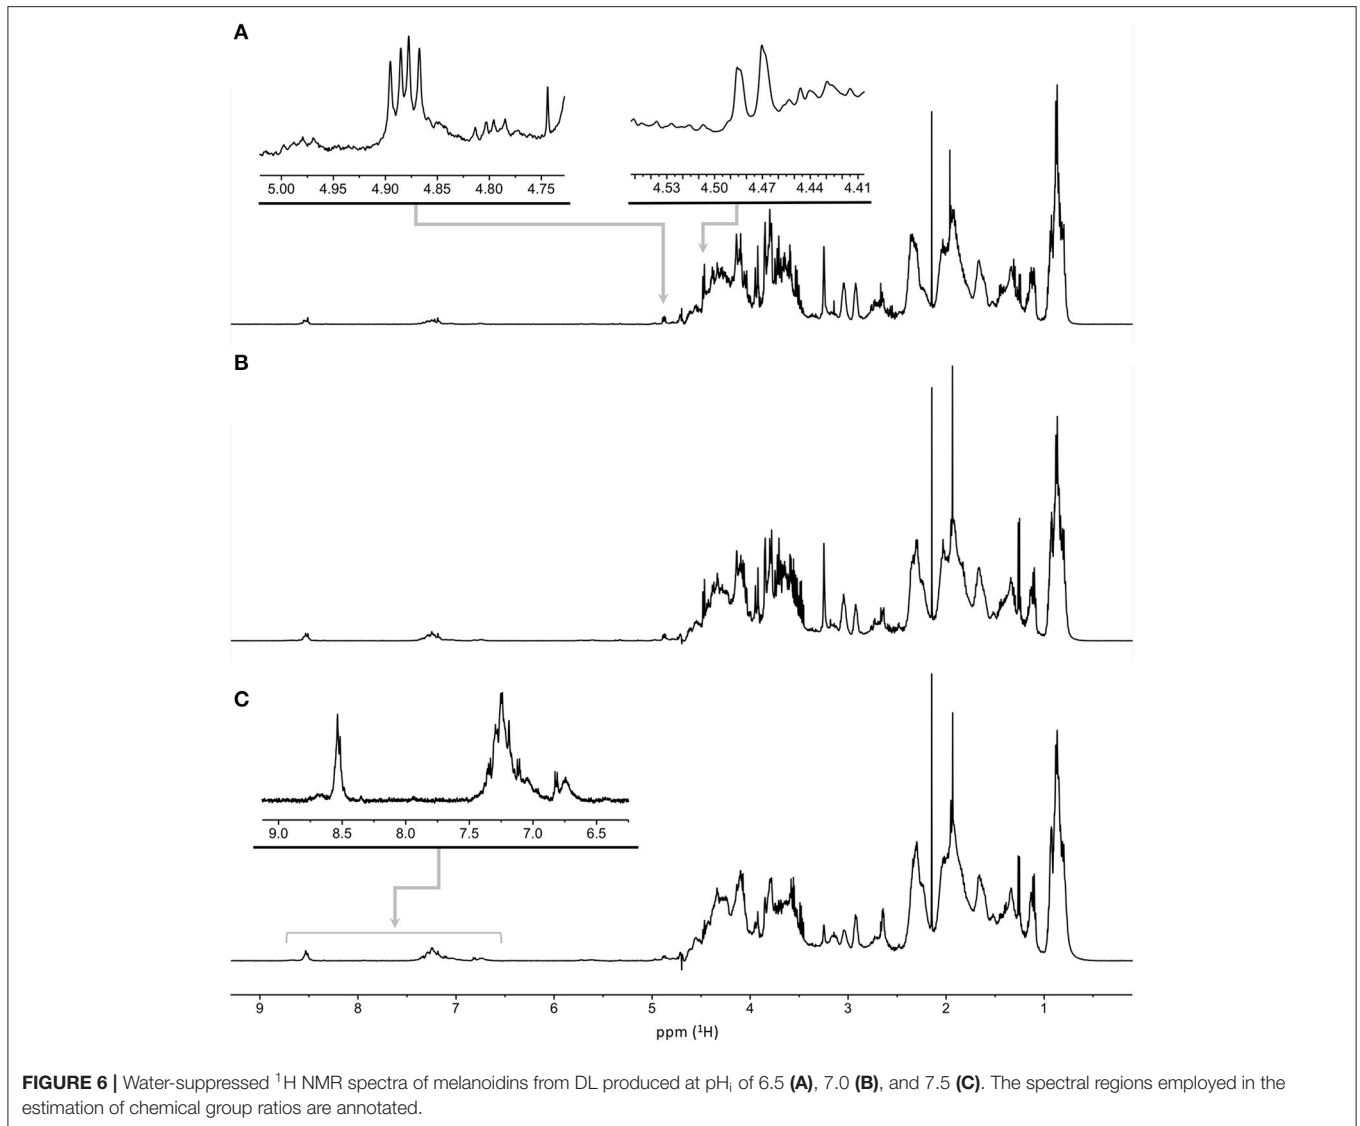 A
5.00 4.95 4.90 4.85 4.80 4.75
4.53 4.50 4.47 4.44 4.41
B
C
9.0 8.5 8.0 7.5 7.0 6.5
9 8 7 6 5 4 3 2 1
ppm (¹H)
FIGURE 6 | Water-suppressed ¹H NMR spectra of melanoidins from DL produced at pHᵢ of 6.5 (A), 7.0 (B), and 7.5 (C). The spectral regions employed in the
estimation of chemical group ratios are annotated.